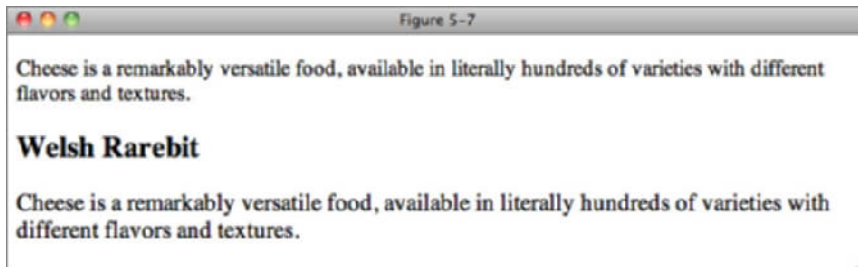 Figure 5-7
Cheese is a remarkably versatile food, available in literally hundreds of varieties with different
flavors and textures.
Welsh Rarebit
Cheese is a remarkably versatile food, available in literally hundreds of varieties with
different flavors and textures.